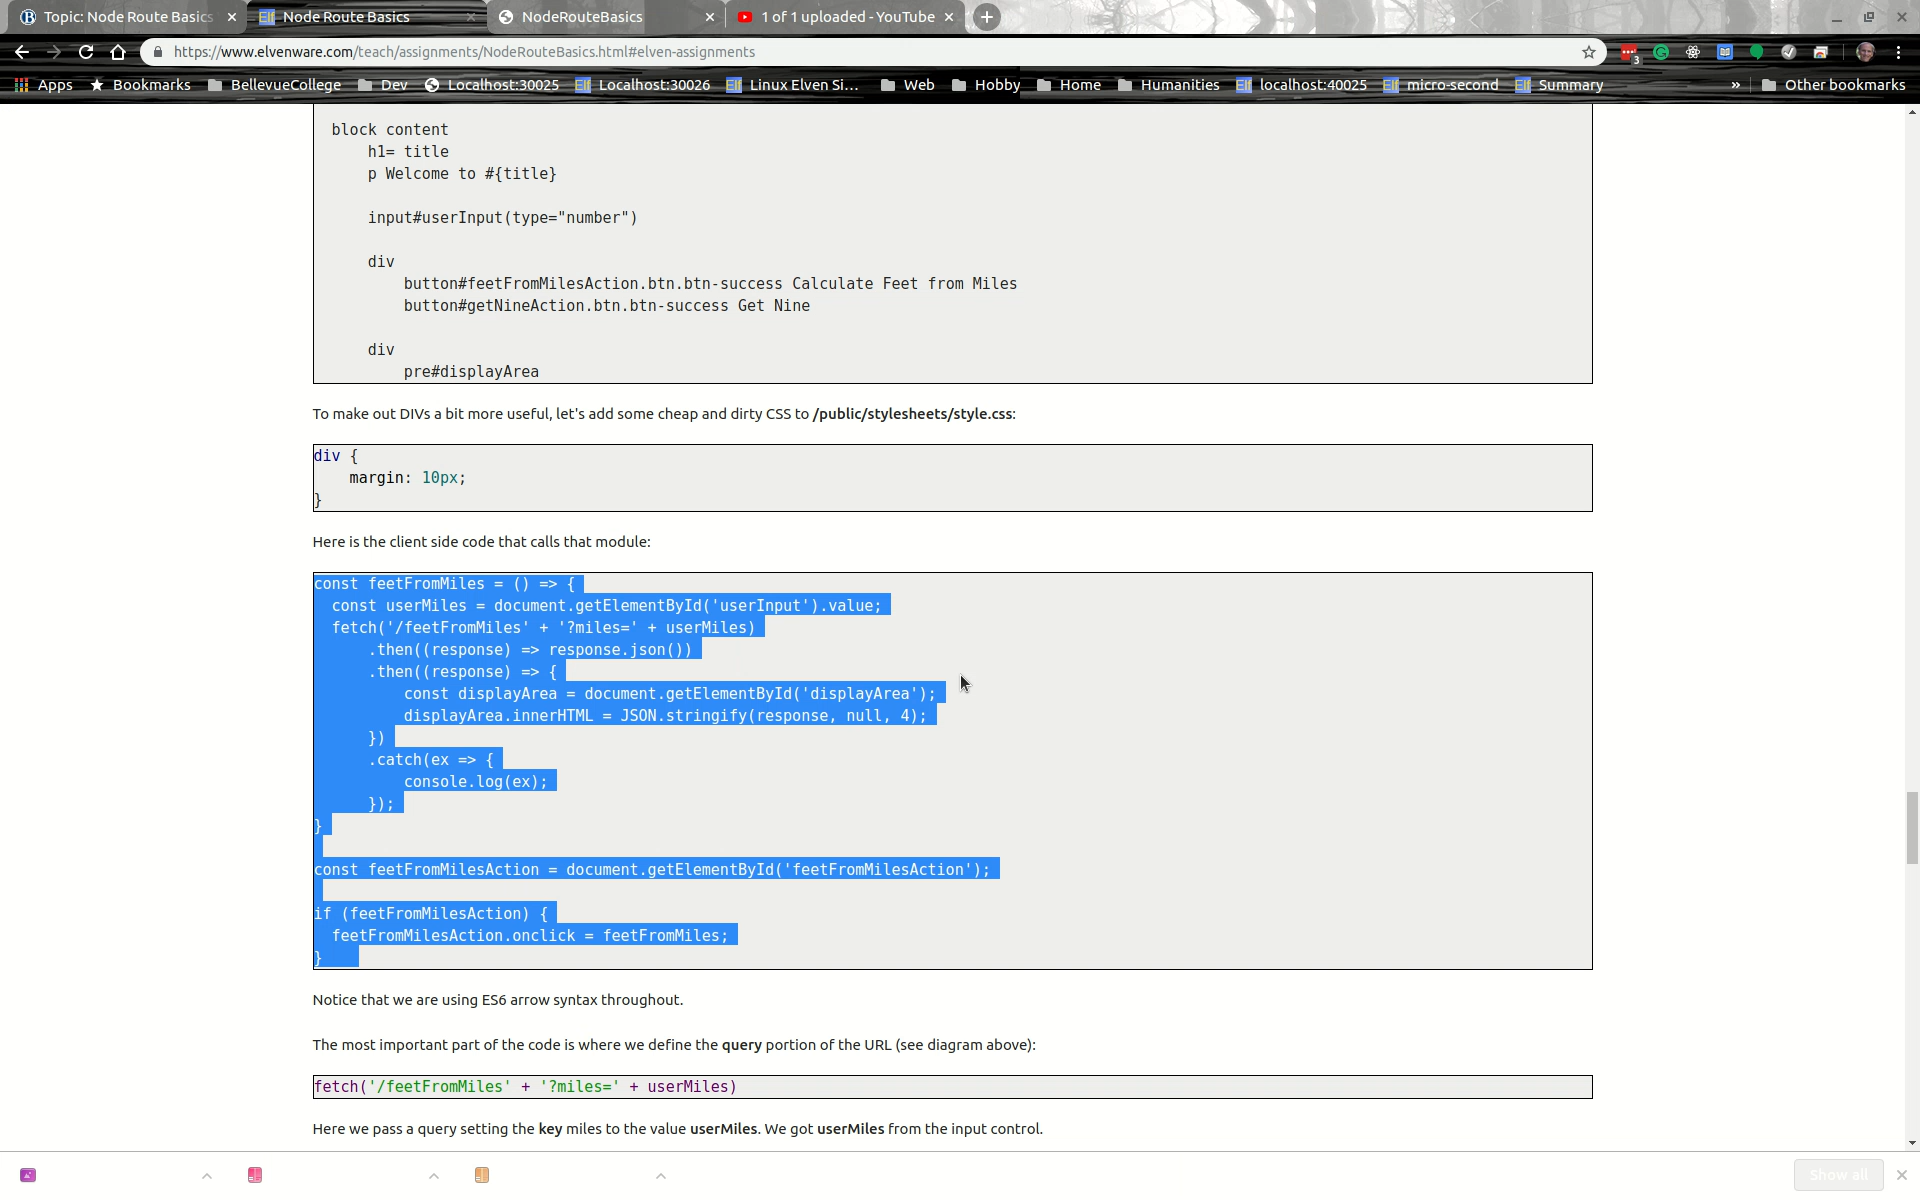 Topic: Node Route Basics
Node Route Basics
NodeRouteBasics
1 of 1 uploaded - YouTube
https://www.elvenware.com/teach/assignments/NodeRouteBasics.html#elven-assignments
3
Apps
Bookmarks
BellevueCollege
Dev
Localhost:30025
Elf Localhost:30026
Elf Linux Elven Si...
Web
Hobby
Home
Humanities
Elf localhost:40025
Elf micro-second
Elf Summary
»
Other bookmarks
block content
h1= title
p Welcome to #{title}
input#userInput(type="number")
div
button#feetFromMilesAction.btn.btn-success Calculate Feet from Miles
button#getNineAction.btn.btn-success Get Nine
div
pre#displayArea
To make out DIVs a bit more useful, let's add some cheap and dirty CSS to /public/stylesheets/style.css:
div {
margin: 10px;
}
Here is the client side code that calls that module:
const feetFromMiles = () => {
const userMiles = document.getElementById('userInput').value;
fetch('/feetFromMiles' + '?miles=' + userMiles)
.then((response) => response.json())
.then((response) => {
const displayArea = document.getElementById('displayArea');
displayArea.innerHTML = JSON.stringify(response, null, 4);
})
.catch(ex => {
console.log(ex);
});
}
const feetFromMilesAction = document.getElementById('feetFromMilesAction');
if (feetFromMilesAction) {
feetFromMilesAction.onclick = feetFromMiles;
}
Notice that we are using ES6 arrow syntax throughout.
The most important part of the code is where we define the query portion of the URL (see diagram above):
fetch('/feetFromMiles' + '?miles=' + userMiles)
Here we pass a query setting the key miles to the value userMiles. We got userMiles from the input control.
Show all